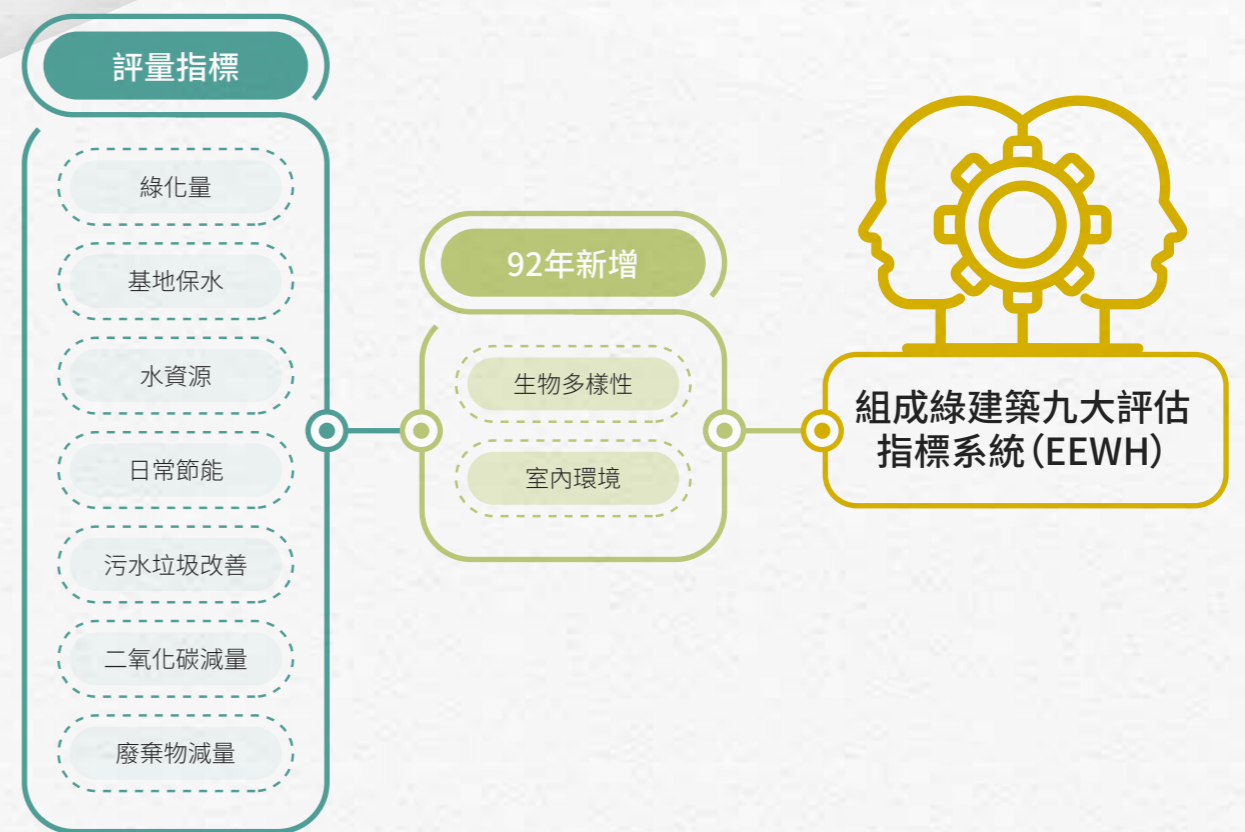 評量指標
綠化量
基地保水
水資源
日常節能
污水垃圾改善
二氧化碳減量
廢棄物減量
92年新增
生物多樣性
室內環境
組成綠建築九大評估
指標系統(EEWH)